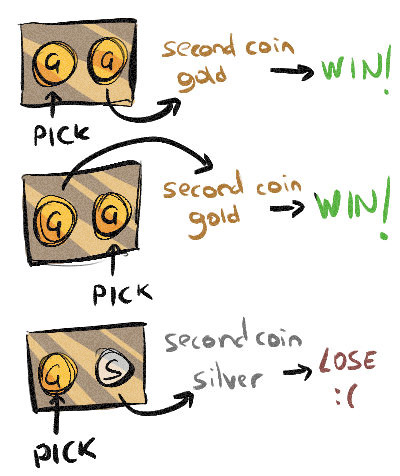 G G
second coin
gold
WIN!
PICK
G G
second coin
gold
WIN!
PICK
G S
second coin
silver
LOSE
:(
PICK